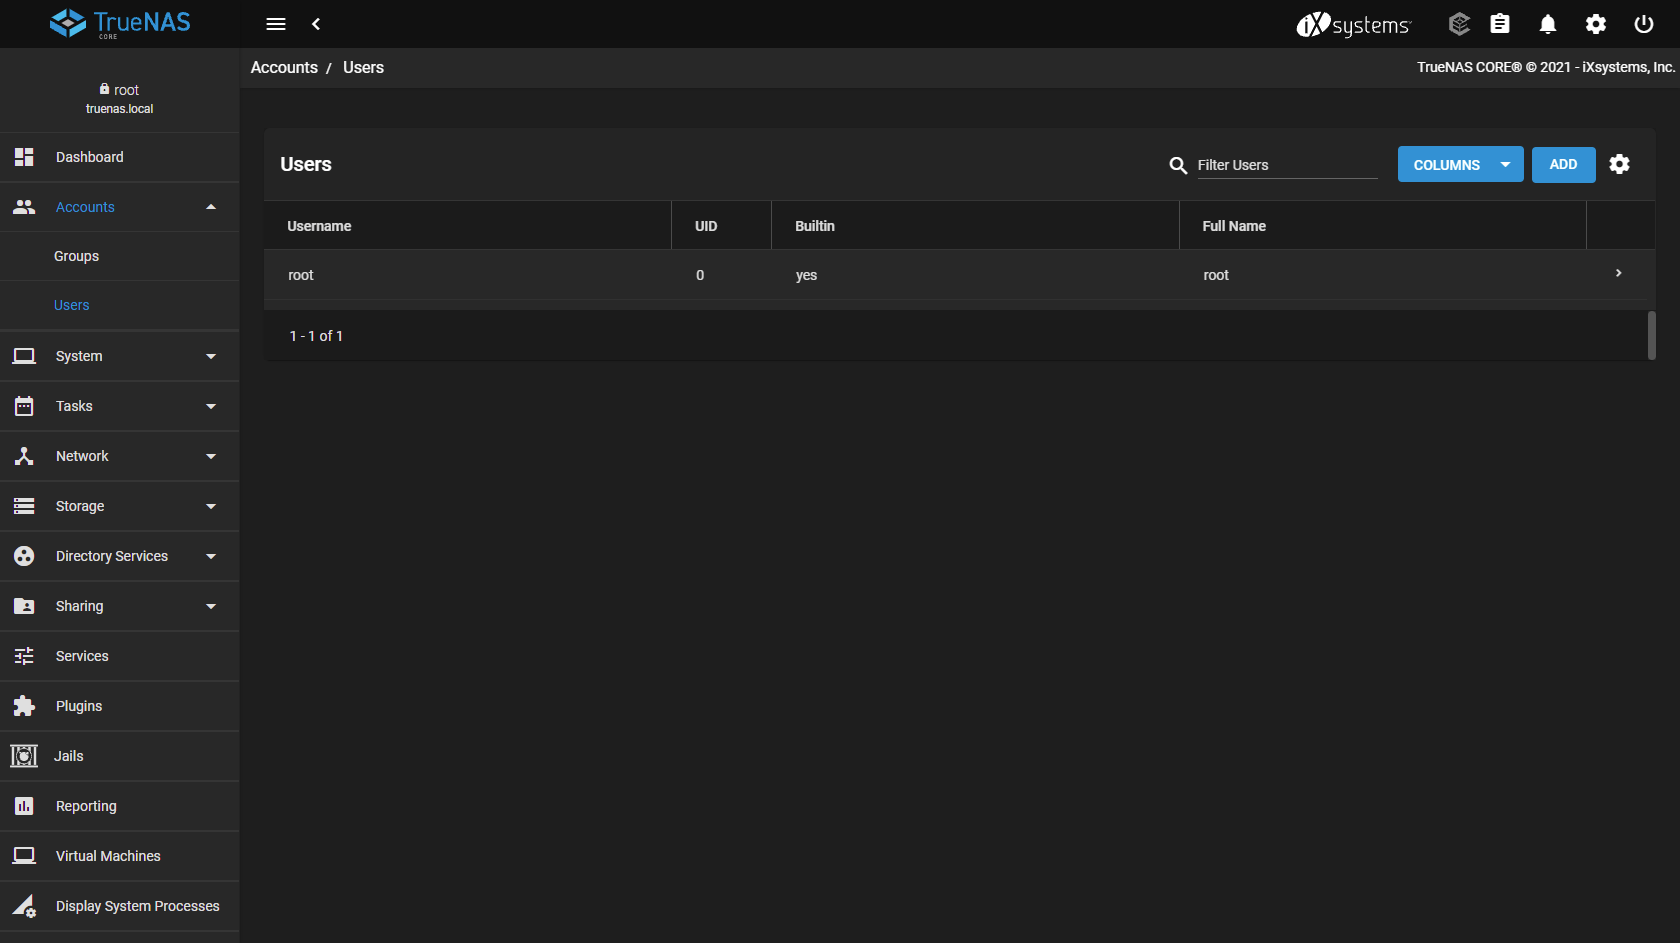 TrueNAS
CORE
iXsystems
Accounts / Users
TrueNAS CORE® © 2021 - iXsystems, Inc.
root
truenas.local
Dashboard
Accounts
Groups
Users
System
Tasks
Network
Storage
Directory Services
Sharing
Services
Plugins
Jails
Reporting
Virtual Machines
Display System Processes
Users
Filter Users
COLUMNS
ADD
Username UID Builtin Full Name
root 0 yes root
1 - 1 of 1